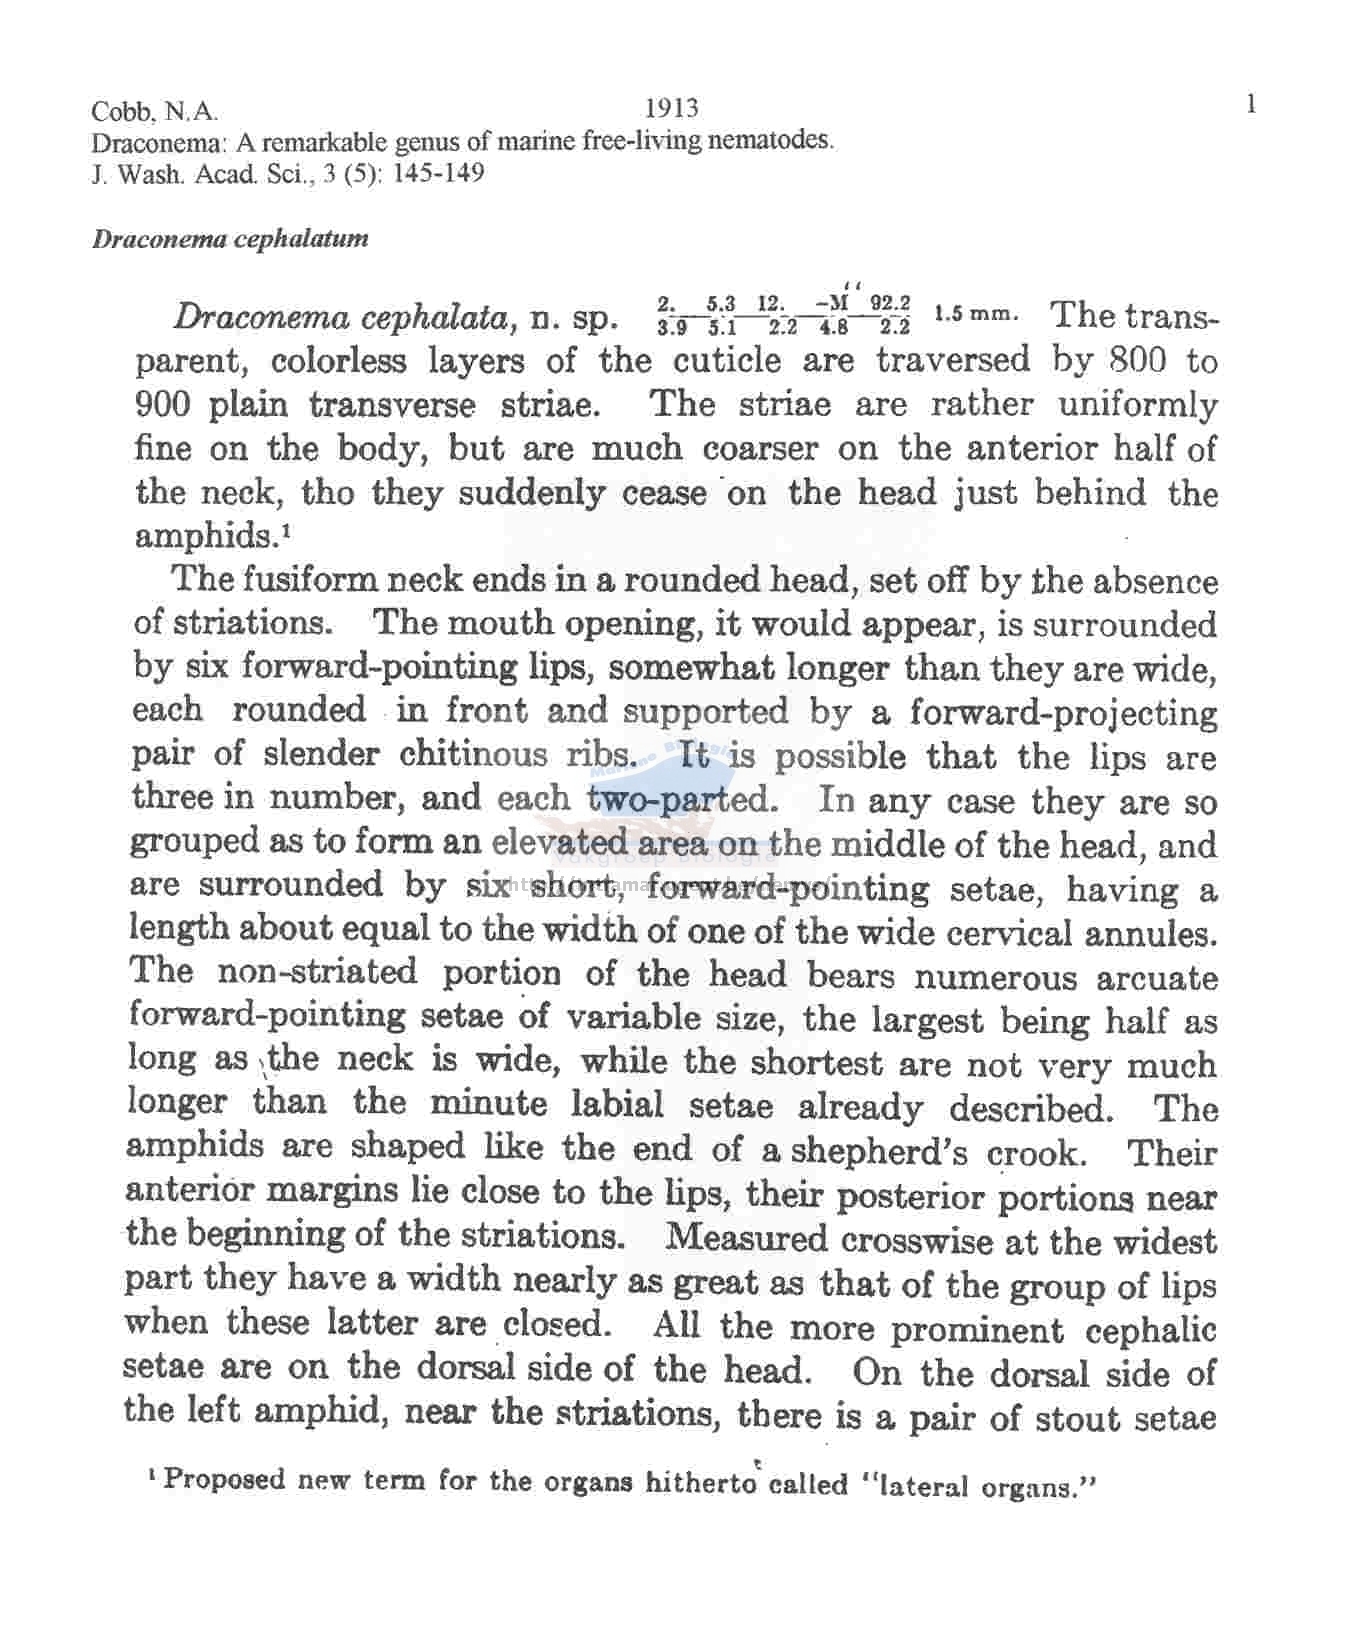 Cobb, N.A. 1913 1
Draconema: A remarkable genus of marine free-living nematodes.
J. Wash. Acad. Sci., 3 (5): 145-149
Draconema cephalatum
Draconema cephalata, n. sp. 2. 5.3 12. -M′′ 92.2 1.5 mm. The trans-
3.9 5.1 2.2 4.8 2.2
parent, colorless layers of the cuticle are traversed by 800 to
900 plain transverse striae. The striae are rather uniformly
fine on the body, but are much coarser on the anterior half of
the neck, tho they suddenly cease on the head just behind the
amphids.¹
The fusiform neck ends in a rounded head, set off by the absence
of striations. The mouth opening, it would appear, is surrounded
by six forward-pointing lips, somewhat longer than they are wide,
each rounded in front and supported by a forward-projecting
pair of slender chitinous ribs. It is possible that the lips are
three in number, and each two-parted. In any case they are so
grouped as to form an elevated area on the middle of the head, and
are surrounded by six short, forward-pointing setae, having a
length about equal to the width of one of the wide cervical annules.
The non-striated portion of the head bears numerous arcuate
forward-pointing setae of variable size, the largest being half as
long as the neck is wide, while the shortest are not very much
longer than the minute labial setae already described. The
amphids are shaped like the end of a shepherd's crook. Their
anterior margins lie close to the lips, their posterior portions near
the beginning of the striations. Measured crosswise at the widest
part they have a width nearly as great as that of the group of lips
when these latter are closed. All the more prominent cephalic
setae are on the dorsal side of the head. On the dorsal side of
the left amphid, near the striations, there is a pair of stout setae
¹ Proposed new term for the organs hitherto called "lateral organs."
Mariene Biologie
Vakgroep Biologie